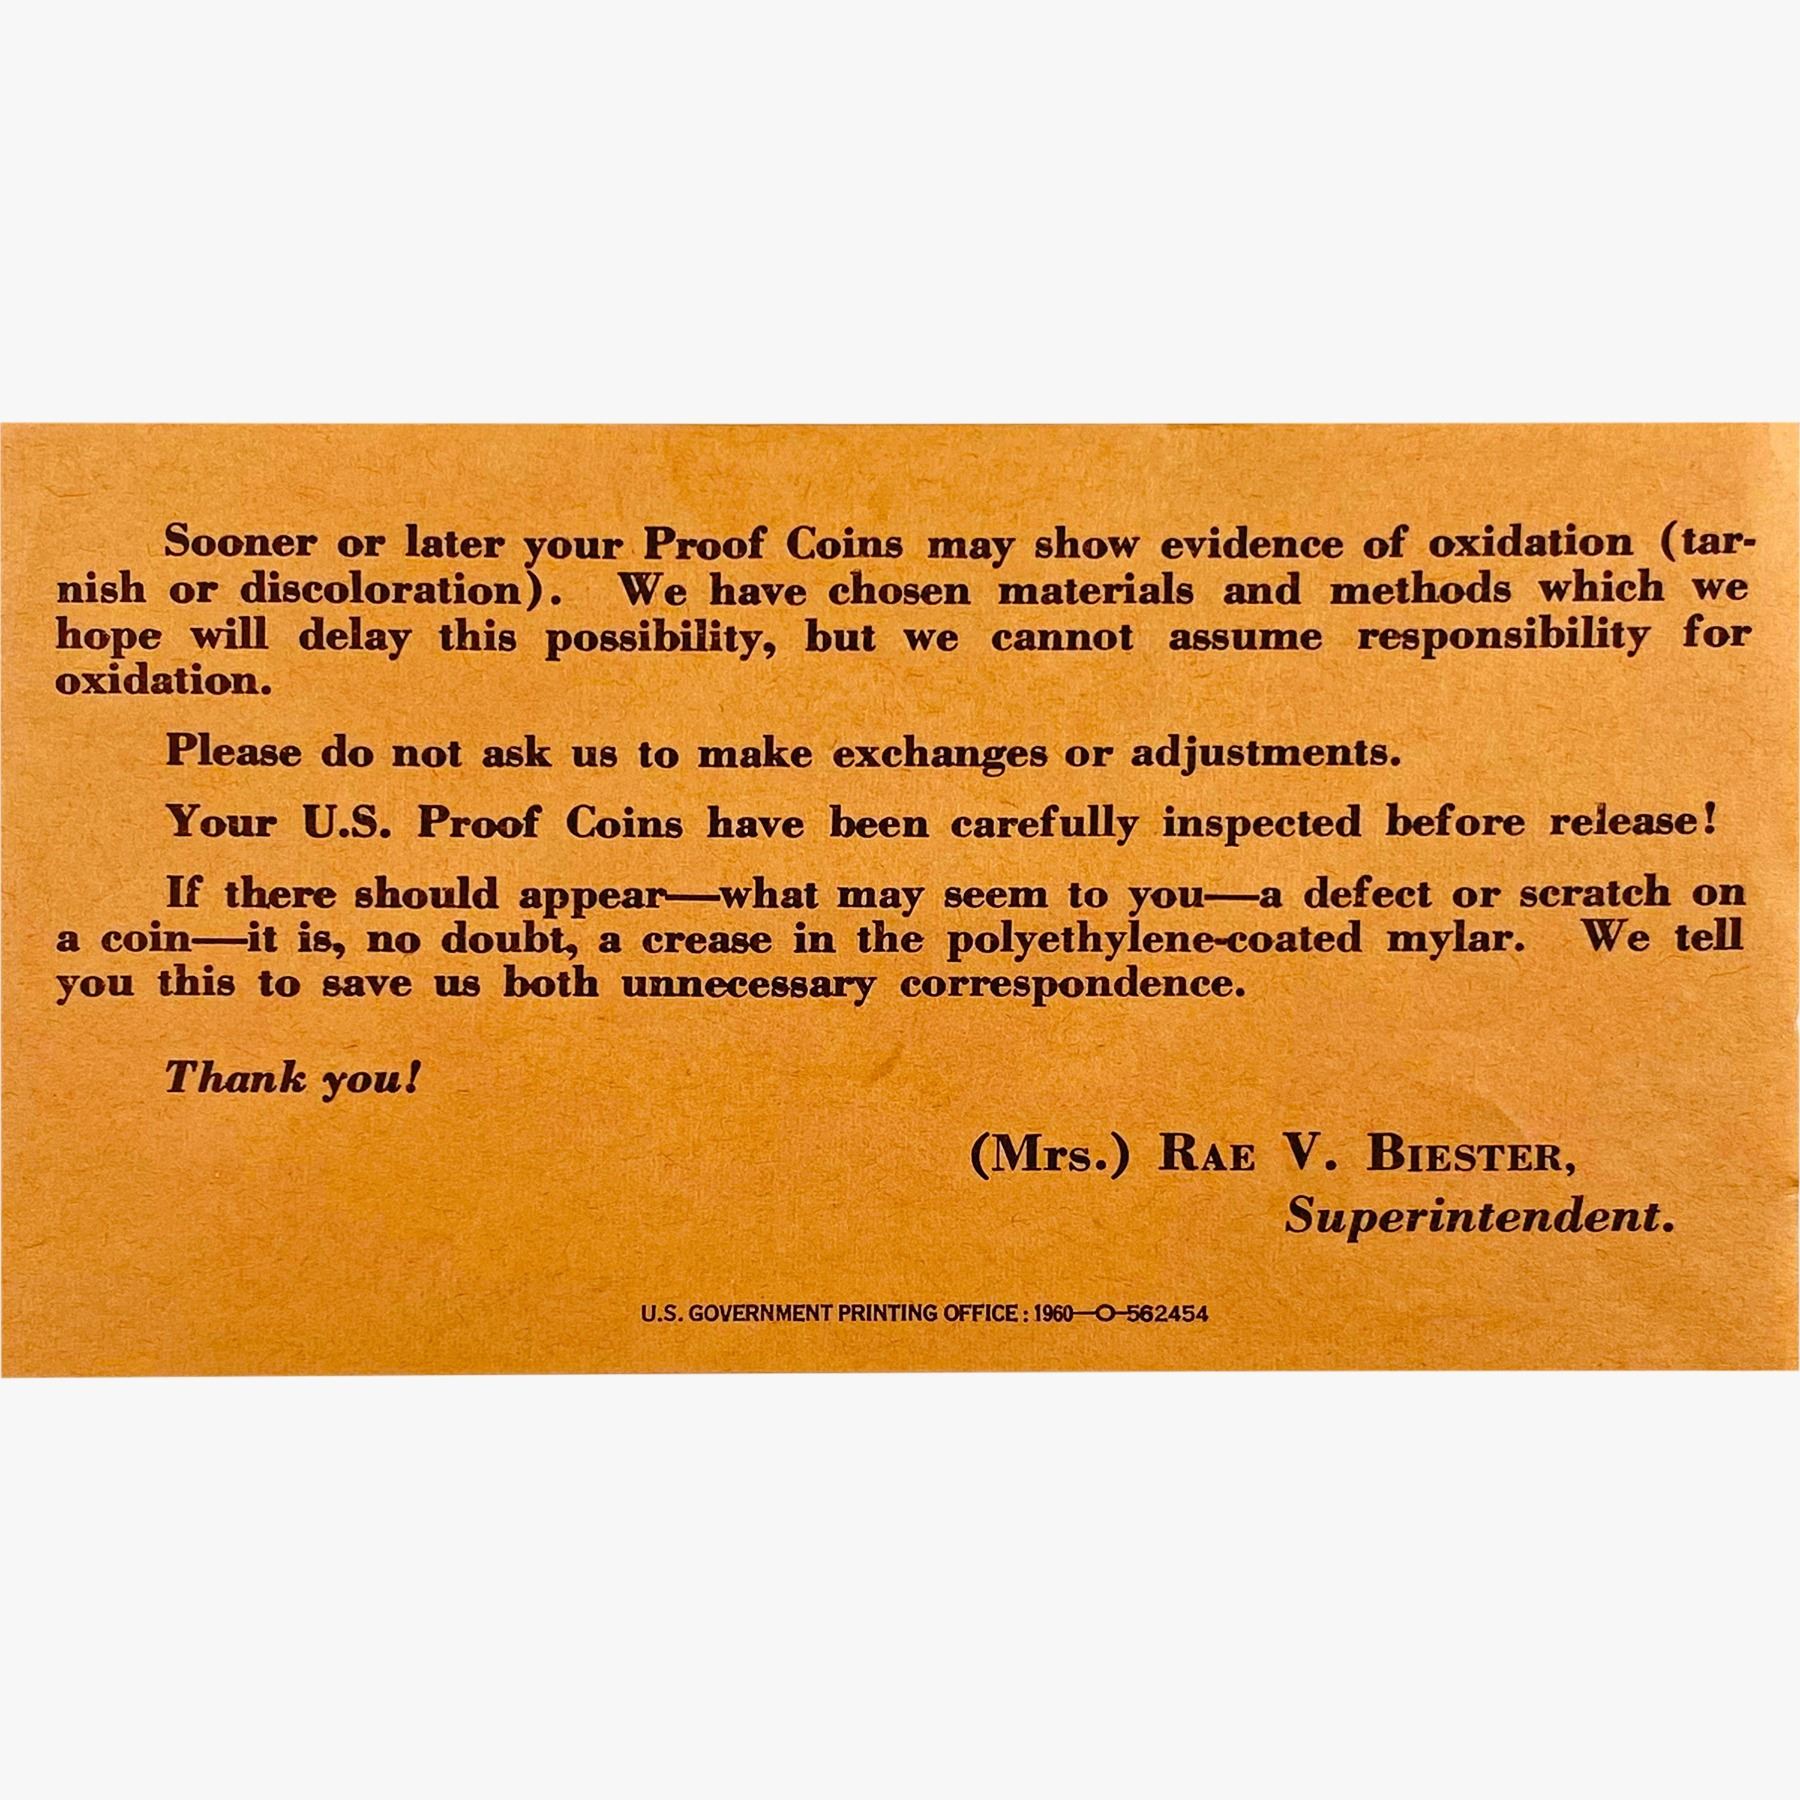 Sooner or later your Proof Coins may show evidence of oxidation (tar-
nish or discoloration). We have chosen materials and methods which we
hope will delay this possibility, but we cannot assume responsibility for
oxidation.
Please do not ask us to make exchanges or adjustments.
Your U.S. Proof Coins have been carefully inspected before release!
If there should appear—what may seem to you—a defect or scratch on
a coin—it is, no doubt, a crease in the polyethylene-coated mylar. We tell
you this to save us both unnecessary correspondence.
Thank you!
(Mrs.) RAE V. BIESTER,
Superintendent.
U.S. GOVERNMENT PRINTING OFFICE: 1960—O-562454